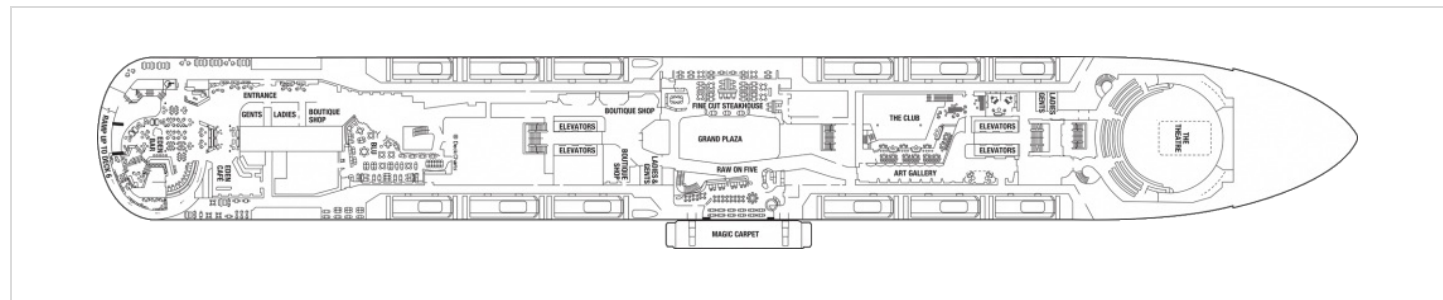 RAMP UP TO DECK 6
EDEN
BAR
ENTRANCE
GENTS
LADIES
BOUTIQUE
SHOP
EDEN
CAFE
BLU
ELEVATORS
ELEVATORS
BOUTIQUE SHOP
BOUTIQUE
SHOP
LADIES &
GENTS
FINE CUT STEAKHOUSE
GRAND PLAZA
RAW ON FIVE
MAGIC CARPET
THE CLUB
ART GALLERY
ELEVATORS
ELEVATORS
LADIES
GENTS
THE
THEATRE